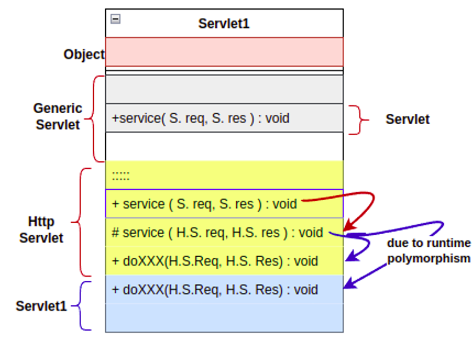 Servlet1
Object
Generic
Servlet
+service( S. req, S. res ) : void
Servlet
:::::
+ service ( S. req, S. res ) : void
Http
Servlet
# service ( H.S. req, H.S. res ) : void
due to runtime
polymorphism
+ doXXX(H.S.Req, H.S. Res) : void
+ doXXX(H.S.Req, H.S. Res) : void
Servlet1